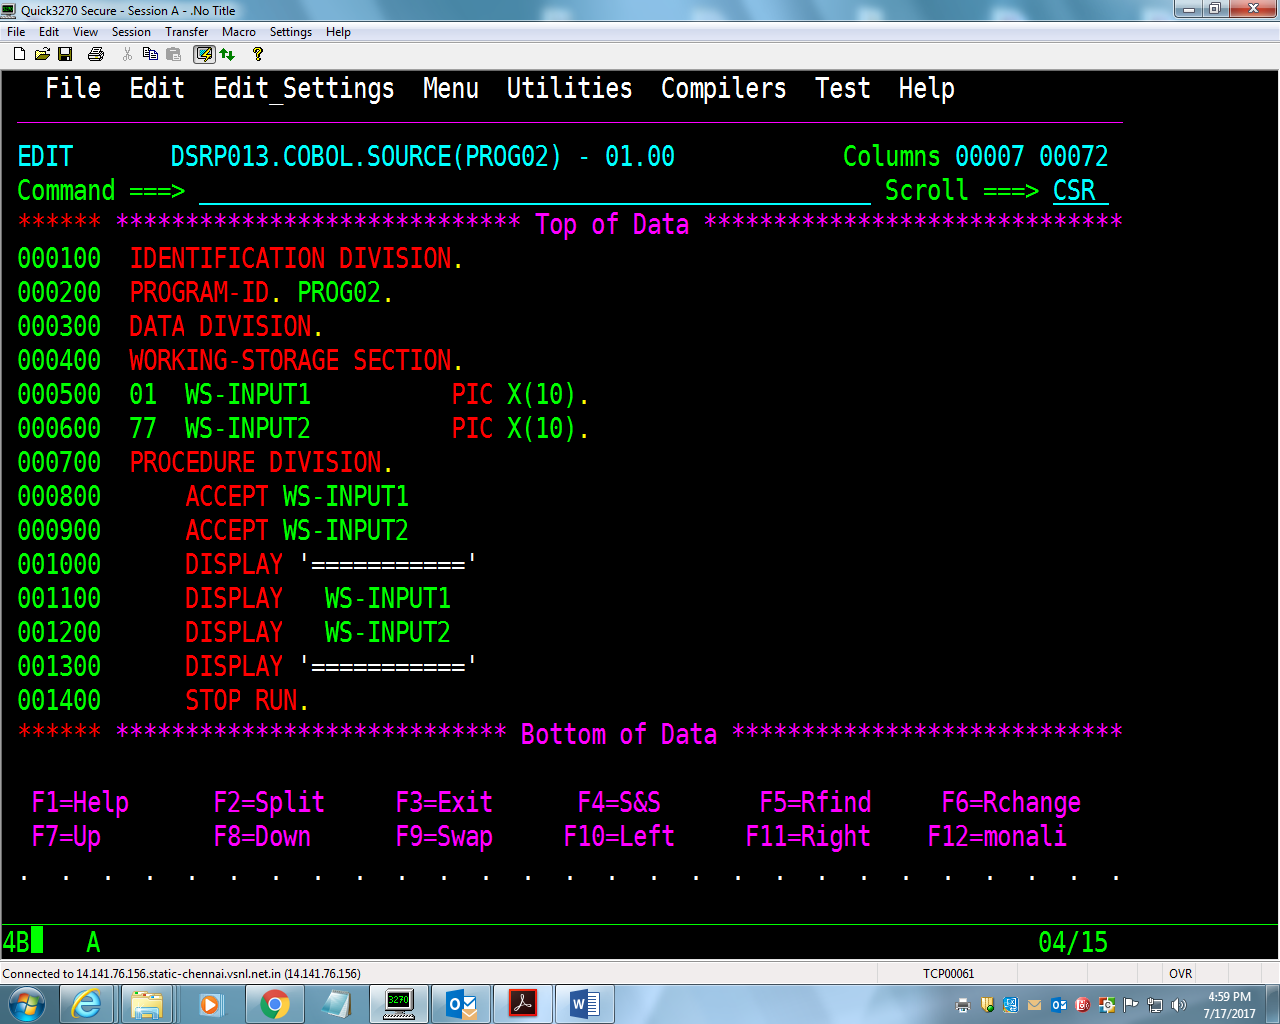 Quick3270 Secure - Session A - .No Title
File Edit View Session Transfer Macro Settings Help
File Edit Edit_Settings Menu Utilities Compilers Test Help
EDIT DSRP013.COBOL.SOURCE(PROG02) - 01.00 Columns 00007 00072
Command ===> Scroll ===> CSR
****** ***************************** Top of Data ******************************
000100 IDENTIFICATION DIVISION.
000200 PROGRAM-ID. PROG02.
000300 DATA DIVISION.
000400 WORKING-STORAGE SECTION.
000500 01 WS-INPUT1 PIC X(10).
000600 77 WS-INPUT2 PIC X(10).
000700 PROCEDURE DIVISION.
000800 ACCEPT WS-INPUT1
000900 ACCEPT WS-INPUT2
001000 DISPLAY '==========='
001100 DISPLAY WS-INPUT1
001200 DISPLAY WS-INPUT2
001300 DISPLAY '==========='
001400 STOP RUN.
****** **************************** Bottom of Data ****************************
F1=Help F2=Split F3=Exit F4=S&S F5=Rfind F6=Rchange
F7=Up F8=Down F9=Swap F10=Left F11=Right F12=monali
. . . . . . . . . . . . . . . . . . . . . . . . . . .
4B A 04/15
Connected to 14.141.76.156.static-chennai.vsnl.net.in (14.141.76.156) TCP00061 OVR
3270
4:59 PM
7/17/2017